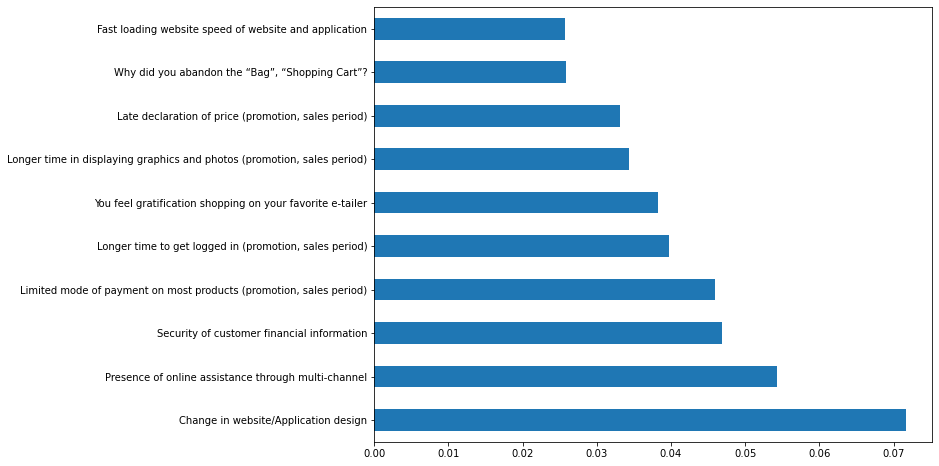 Fast loading website speed of website and application
Why did you abandon the “Bag”, “Shopping Cart”?
Late declaration of price (promotion, sales period)
Longer time in displaying graphics and photos (promotion, sales period)
You feel gratification shopping on your favorite e-tailer
Longer time to get logged in (promotion, sales period)
Limited mode of payment on most products (promotion, sales period)
Security of customer financial information
Presence of online assistance through multi-channel
Change in website/Application design
0.00 0.01 0.02 0.03 0.04 0.05 0.06 0.07